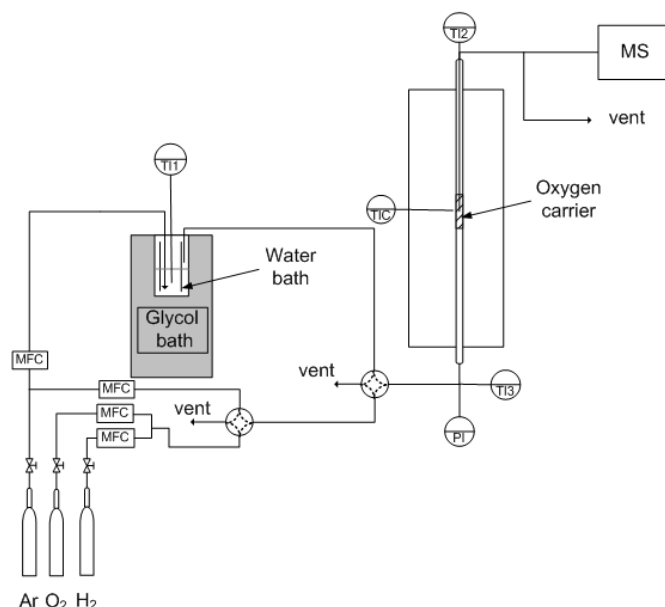 TI2
MS
vent
TI1
TIC
Oxygen
carrier
Water
bath
Glycol
bath
MFC
MFC
vent
TI3
MFC
vent
MFC
PI
Ar O2 H2